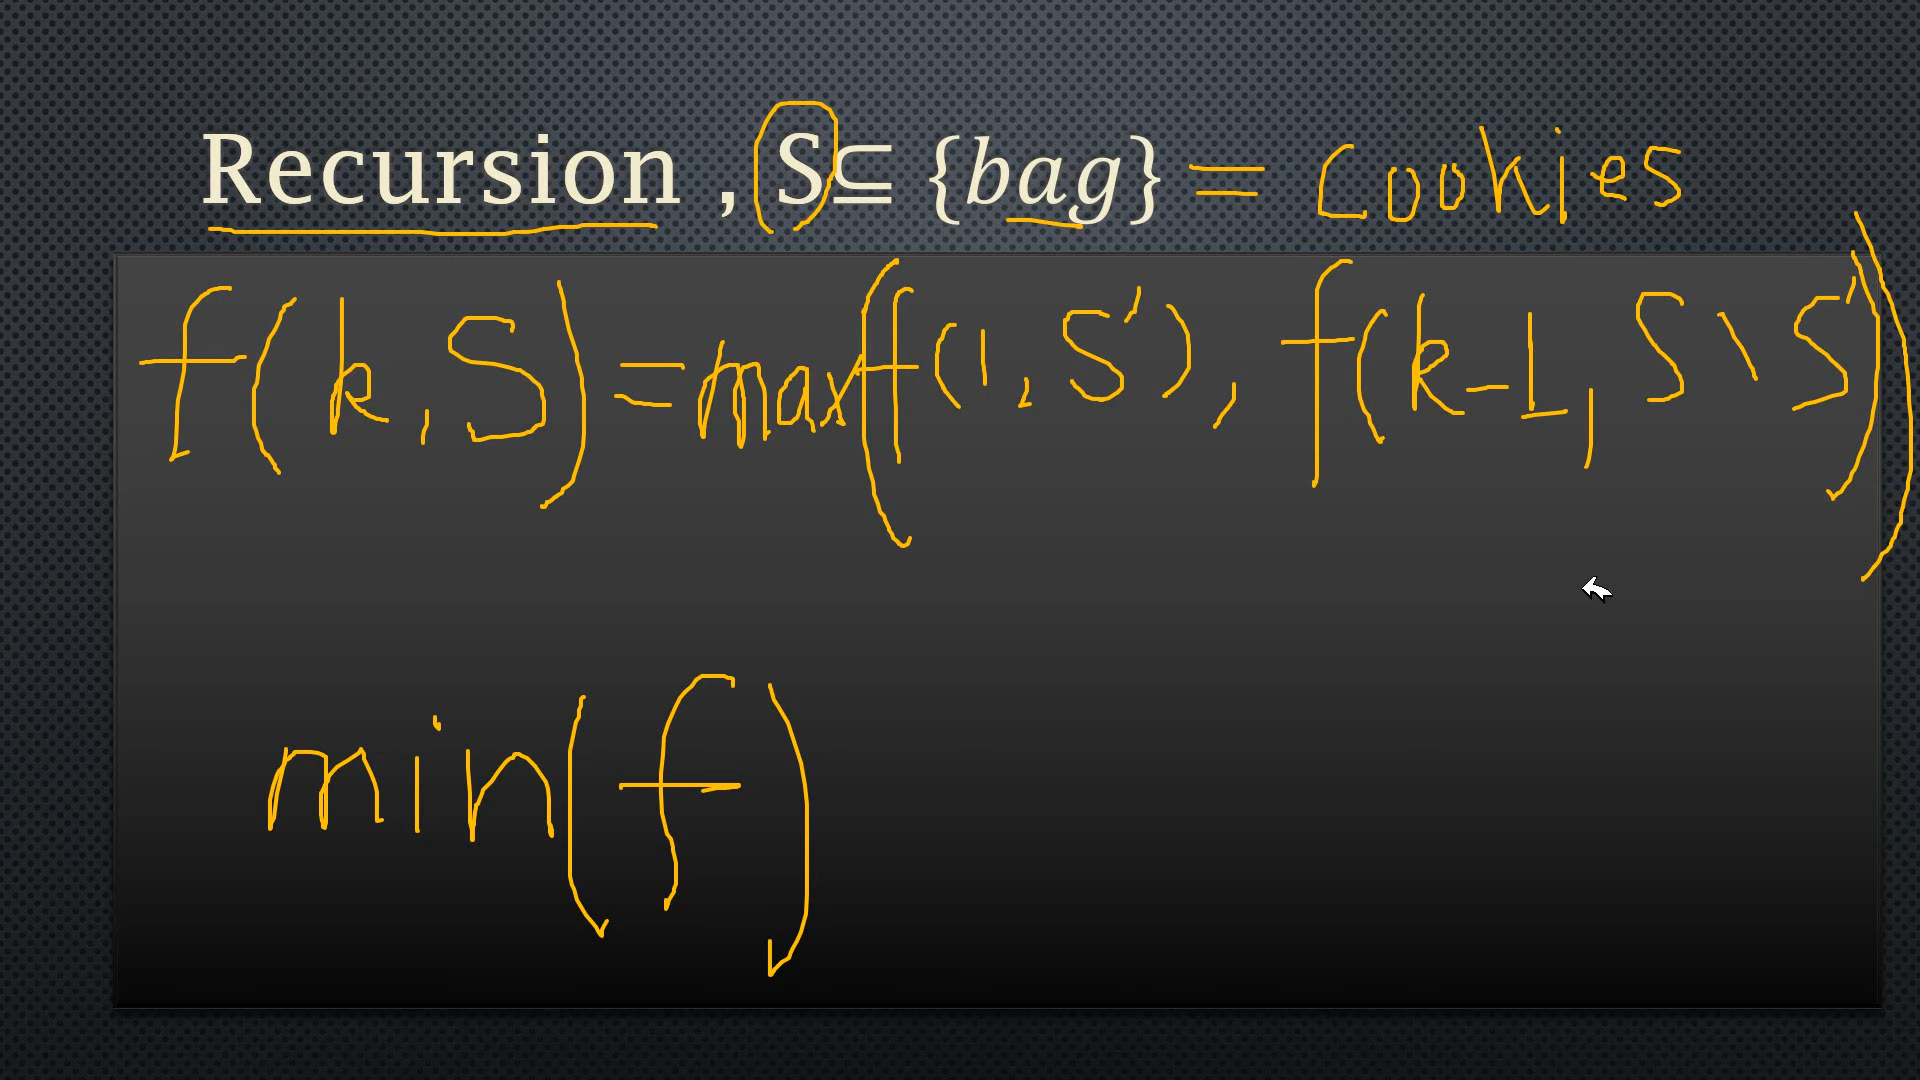 Recursion , S⊆ {bag} = cookies
f(k,S)=max(f(1,S'), f(k-1, S\S'))
min(f)